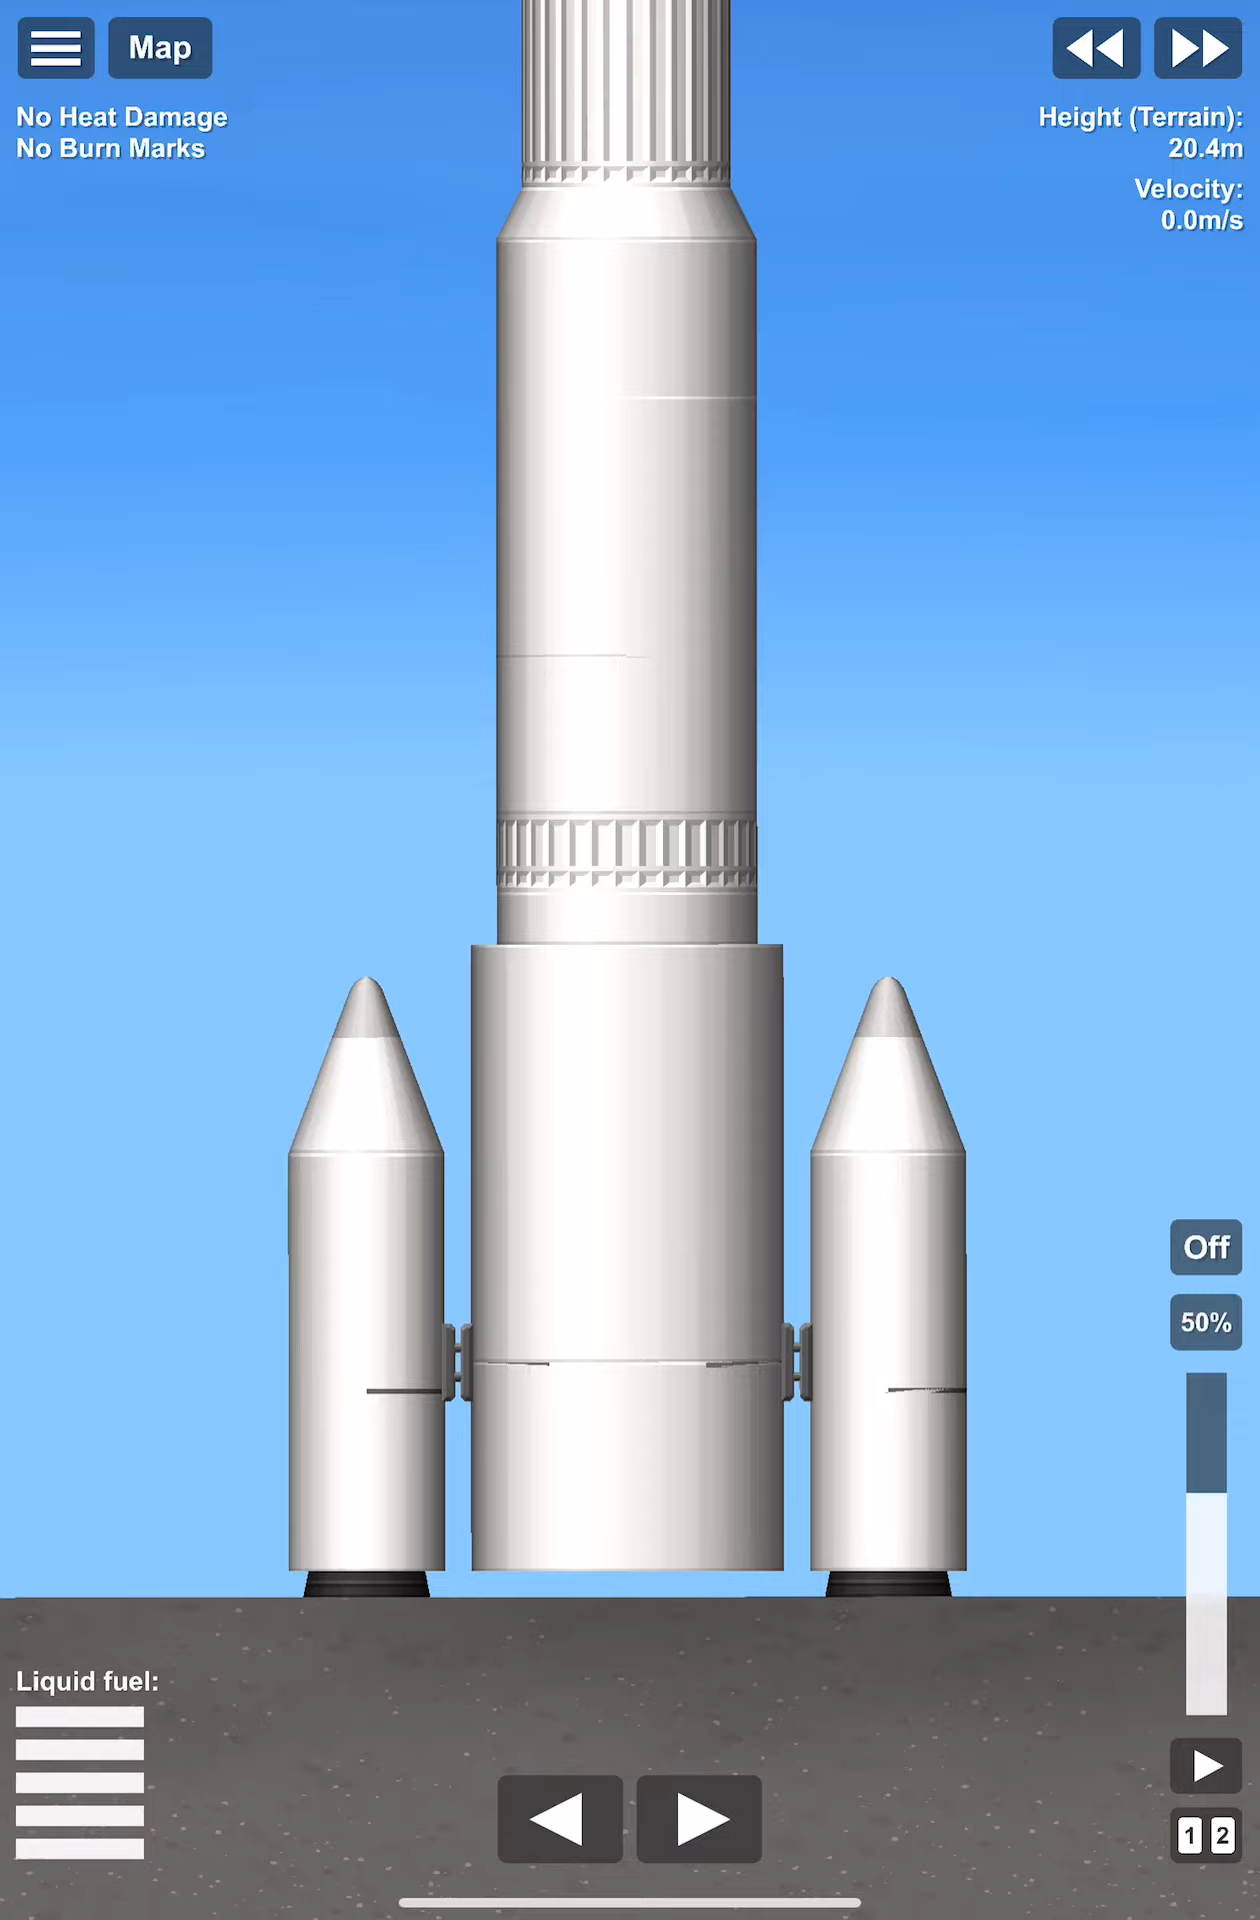 Map
No Heat Damage
No Burn Marks
Height (Terrain):
20.4m
Velocity:
0.0m/s
Off
50%
Liquid fuel:
1 2